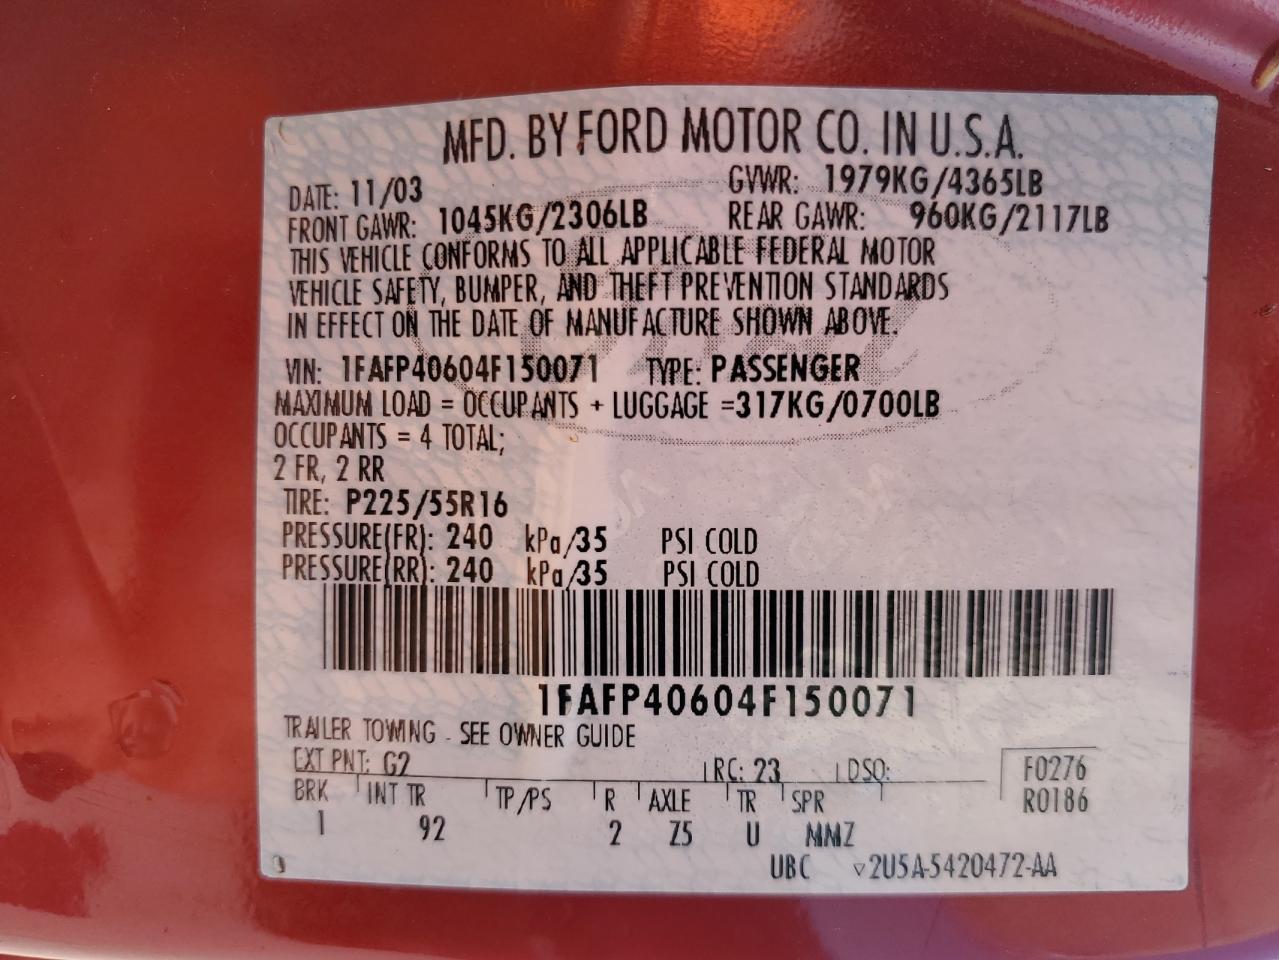 MFD. BY FORD MOTOR CO. IN U.S.A.
DATE: 11/03 GVWR: 1979KG/4365LB
FRONT GAWR: 1045KG/2306LB REAR GAWR: 960KG/2117LB
THIS VEHICLE CONFORMS TO ALL APPLICABLE FEDERAL MOTOR
VEHICLE SAFETY, BUMPER, AND THEFT PREVENTION STANDARDS
IN EFFECT ON THE DATE OF MANUFACTURE SHOWN ABOVE.
VIN: 1FAFP40604F150071 TYPE: PASSENGER
MAXIMUM LOAD = OCCUPANTS + LUGGAGE =317KG/0700LB
OCCUPANTS = 4 TOTAL;
2 FR, 2 RR
TIRE: P225/55R16
PRESSURE(FR): 240 kPa/35 PSI COLD
PRESSURE(RR): 240 kPa/35 PSI COLD
1FAFP40604F150071
TRAILER TOWING - SEE OWNER GUIDE
EXT PNT: G2 RC: 23 DSO: F0276
BRK INT TR TP/PS R AXLE TR SPR R0186
1 92 2 Z5 U MMZ
UBC ▽2U5A-5420472-AA